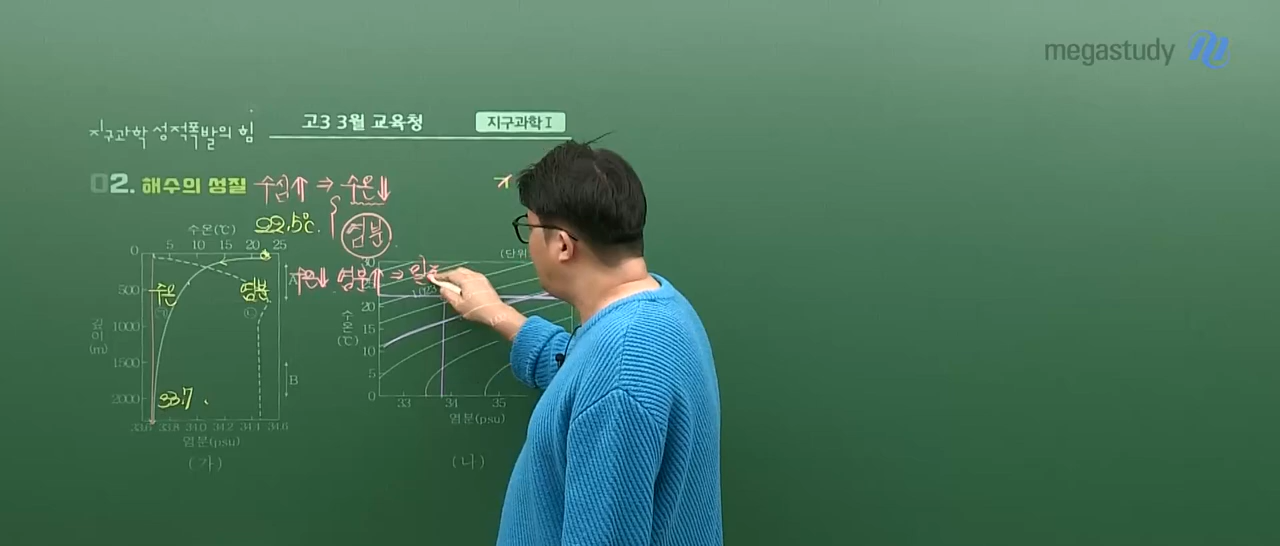 megastudy
지구과학 성적폭발의 힘
고3 3월 교육청
지구과학 I
02. 해수의 성질
수심↑ ⇒ 수온↓
염분
22.5℃
수온↓ 염분↑ ⇒ 밀
수온(℃)
5 10 15 20 25
0
500
1000
1500
2000
깊이(m)
수온
염분
(ㄱ)
(ㄴ)
A
B
33.7
33.6 33.8 34.0 34.2 34.4 34.6
염분(psu)
(가)
(단위
30
20
15
10
5
0
수온(℃)
1.023
33 34 35
염분(psu)
(나)